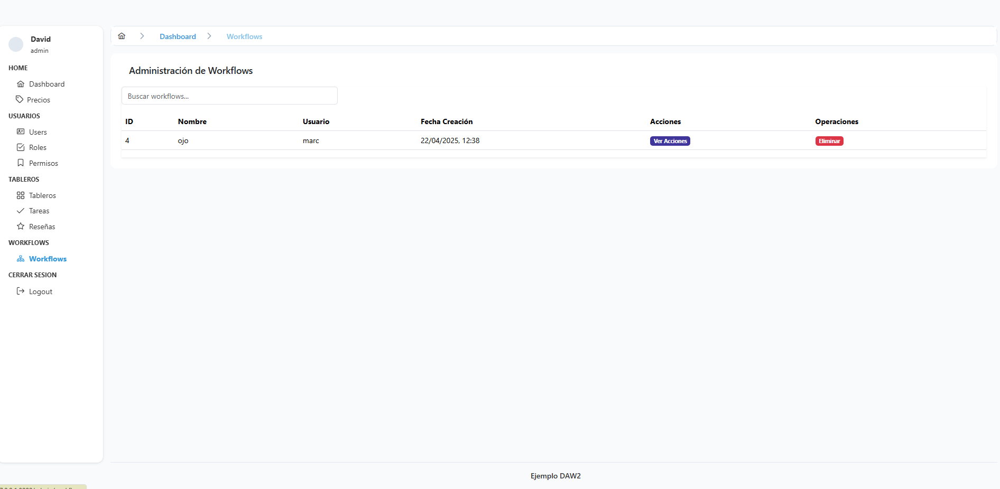 David
admin
HOME
Dashboard
Precios
USUARIOS
Users
Roles
Permisos
TABLEROS
Tableros
Tareas
Reseñas
WORKFLOWS
Workflows
CERRAR SESION
Logout
Dashboard Workflows
Administración de Workflows
Buscar workflows...
ID Nombre Usuario Fecha Creación Acciones Operaciones
4 ojo marc 22/04/2025, 12:38 Ver Acciones Eliminar
Ejemplo DAW2